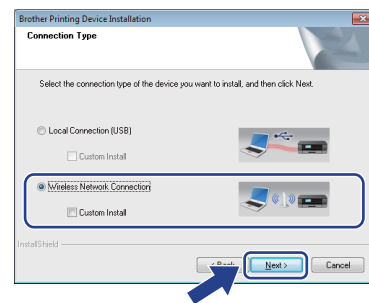 Brother Printing Device Installation
Connection Type
Select the connection type of the device you want to install, and then click Next.
Local Connection (USB)
Custom Install
Wireless Network Connection
Custom Install
InstallShield
Next >
Cancel